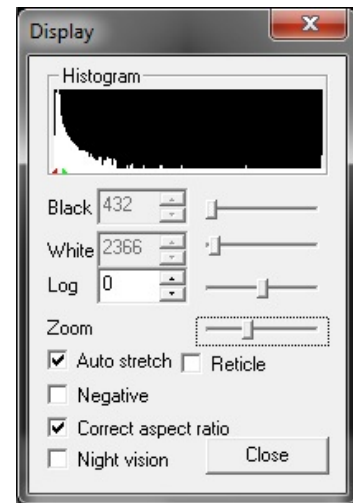 Display
Histogram
Black 432
White 2366
Log 0
Zoom
Auto stretch Reticle
Negative
Correct aspect ratio
Night vision Close